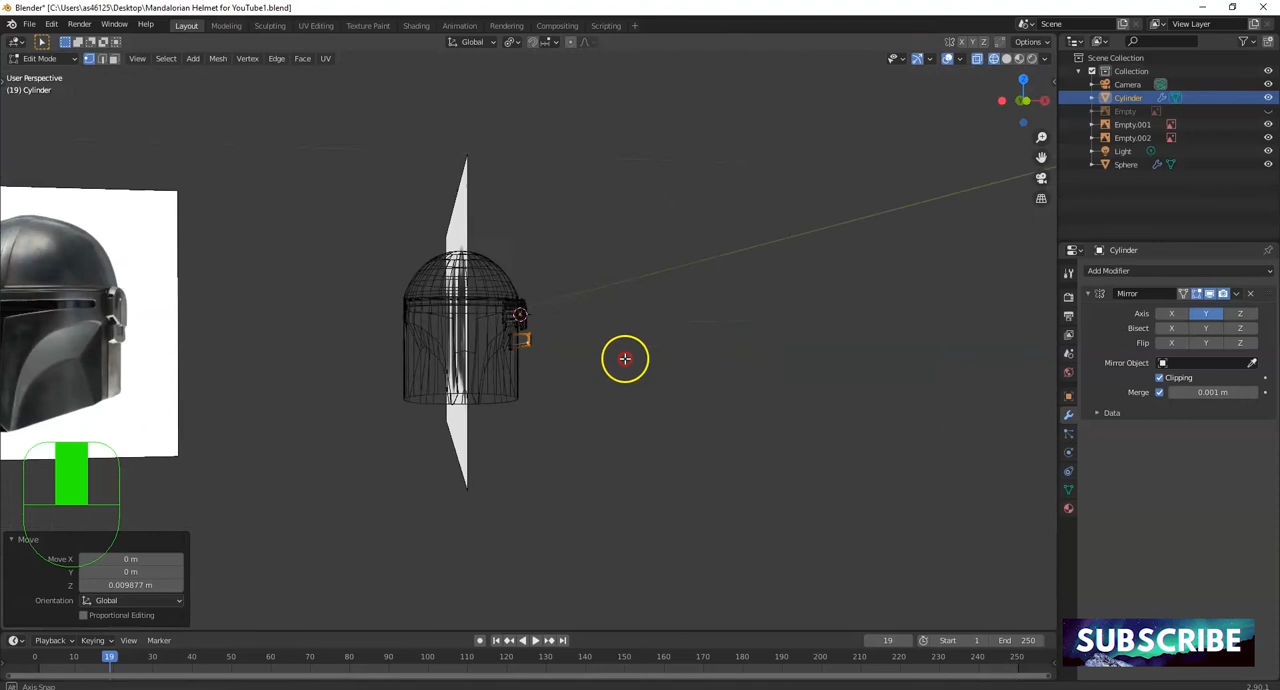 Blender* [C:\Users\as46125\Desktop\Mandalorian Helmet for YouTube1.blend]
File Edit Render Window Help
Layout Modeling Sculpting UV Editing Texture Paint Shading Animation Rendering Compositing Scripting +
Scene
View Layer
Global
X Y Z
Options
Edit Mode
View Select Add Mesh Vertex Edge Face UV
User Perspective
(19) Cylinder
Z
Scene Collection
Collection
Camera
Cylinder
Empty
Empty.001
Empty.002
Light
Sphere
Cylinder
Add Modifier
Mirror
Axis X Y Z
Bisect X Y Z
Flip X Y Z
Mirror Object
Clipping
Merge 0.001 m
Data
Move
Move X 0 m
Y 0 m
Z 0.009877 m
Orientation Global
Proportional Editing
SUBSCRIBE
Playback Keying View Marker
19 Start 1 End 250
0 10 19 30 40 50 60 70 80 90 100 110 120 130 140 150 160 170 180 190 200 210 220 230 240 250
Axis Snap
2.90.1